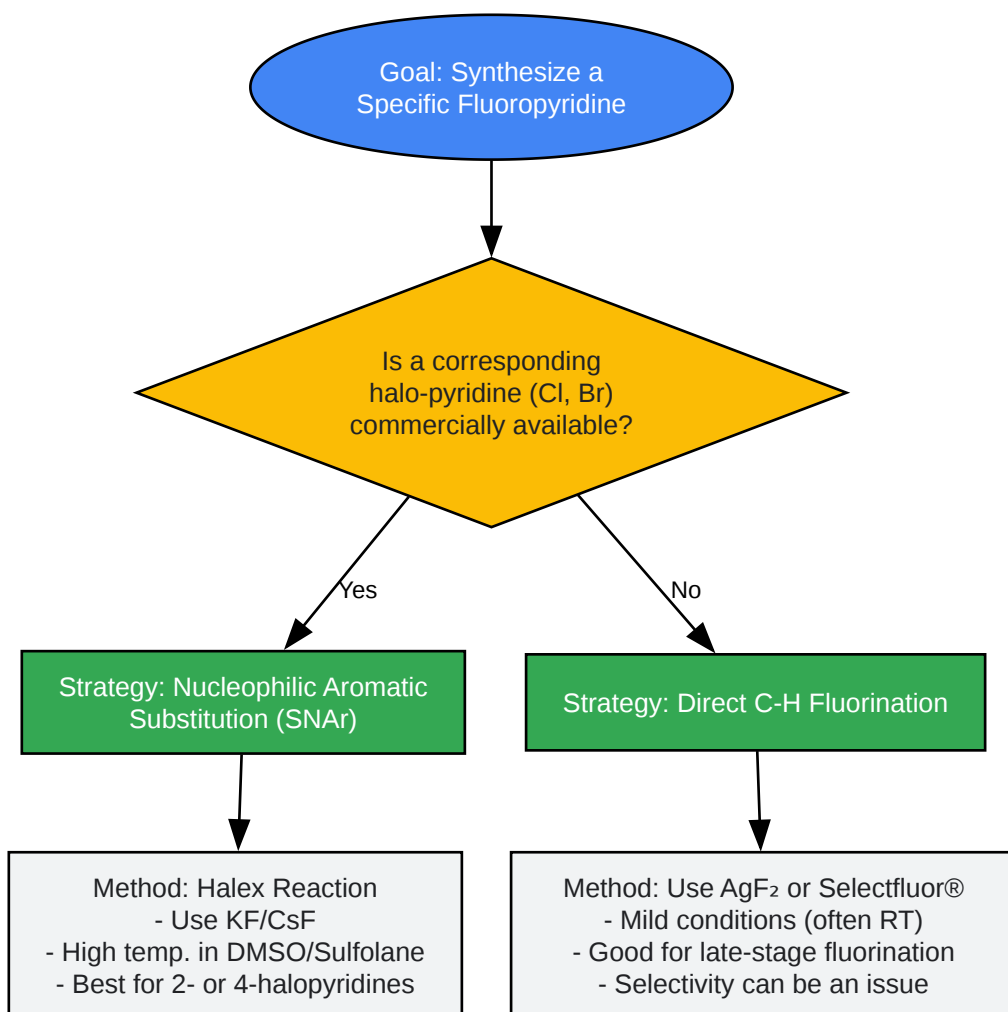 Goal: Synthesize a
Specific Fluoropyridine
Is a corresponding
halo-pyridine (Cl, Br)
commercially available?
Yes
No
Strategy: Nucleophilic Aromatic
Substitution (SNAr)
Strategy: Direct C-H Fluorination
Method: Halex Reaction
- Use KF/CsF
- High temp. in DMSO/Sulfolane
- Best for 2- or 4-halopyridines
Method: Use AgF₂ or Selectfluor®
- Mild conditions (often RT)
- Good for late-stage fluorination
- Selectivity can be an issue